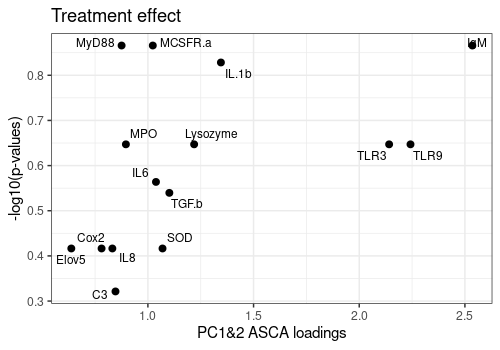 Treatment effect
MyD88
MCSFR.a
IgM
IL.1b
MPO
Lysozyme
TLR3
TLR9
IL6
TGF.b
Cox2
SOD
Elov5
IL8
C3
0.8
0.7
0.6
0.5
0.4
0.3
-log10(p-values)
1.0
1.5
2.0
2.5
PC1&2 ASCA loadings